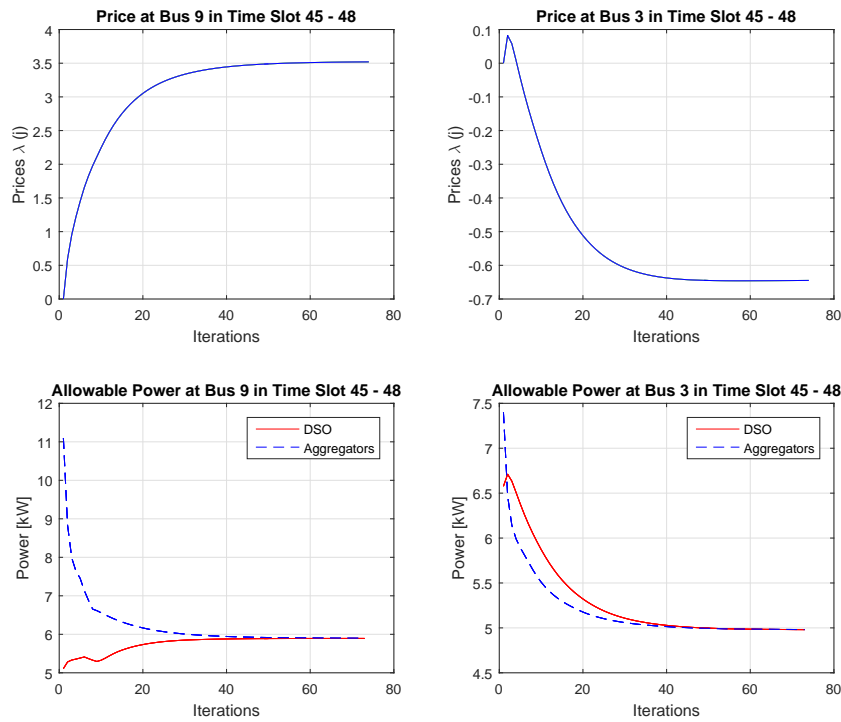 Price at Bus 9 in Time Slot 45 - 48
Prices λ (j)
4
3.5
3
2.5
2
1.5
1
0.5
0
0 20 40 60 80
Iterations
Price at Bus 3 in Time Slot 45 - 48
Prices λ (j)
0.1
0
-0.1
-0.2
-0.3
-0.4
-0.5
-0.6
-0.7
0 20 40 60 80
Iterations
Allowable Power at Bus 9 in Time Slot 45 - 48
Power [kW]
12
11
10
9
8
7
6
5
DSO
Aggregators
0 20 40 60 80
Iterations
Allowable Power at Bus 3 in Time Slot 45 - 48
Power [kW]
7.5
7
6.5
6
5.5
5
4.5
DSO
Aggregators
0 20 40 60 80
Iterations